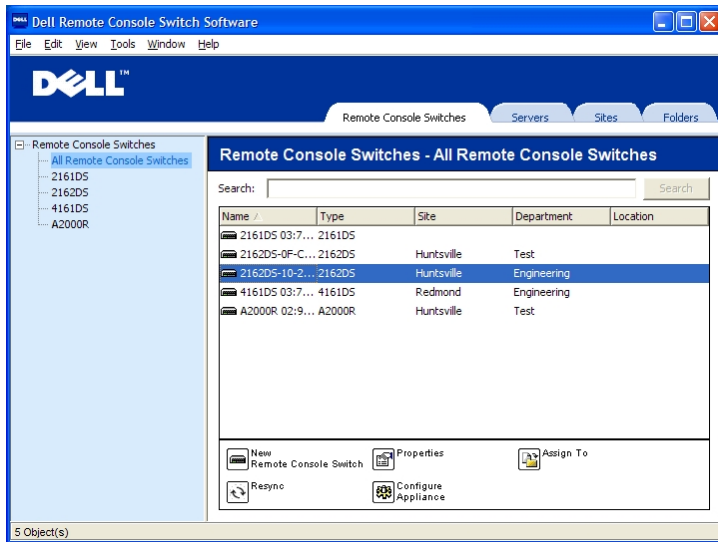 DELL Dell Remote Console Switch Software
File Edit View Tools Window Help
DELL™
Remote Console Switches Servers Sites Folders
Remote Console Switches
All Remote Console Switches
2161DS
2162DS
4161DS
A2000R
Remote Console Switches - All Remote Console Switches
Search: Search
Name Type Site Department Location
2161DS 03:7... 2161DS
2162DS-0F-C... 2162DS Huntsville Test
2162DS-10-2... 2162DS Huntsville Engineering
4161DS 03:7... 4161DS Redmond Engineering
A2000R 02:9... A2000R Huntsville Test
New
Remote Console Switch
Properties
Assign To
Resync
Configure
Appliance
5 Object(s)